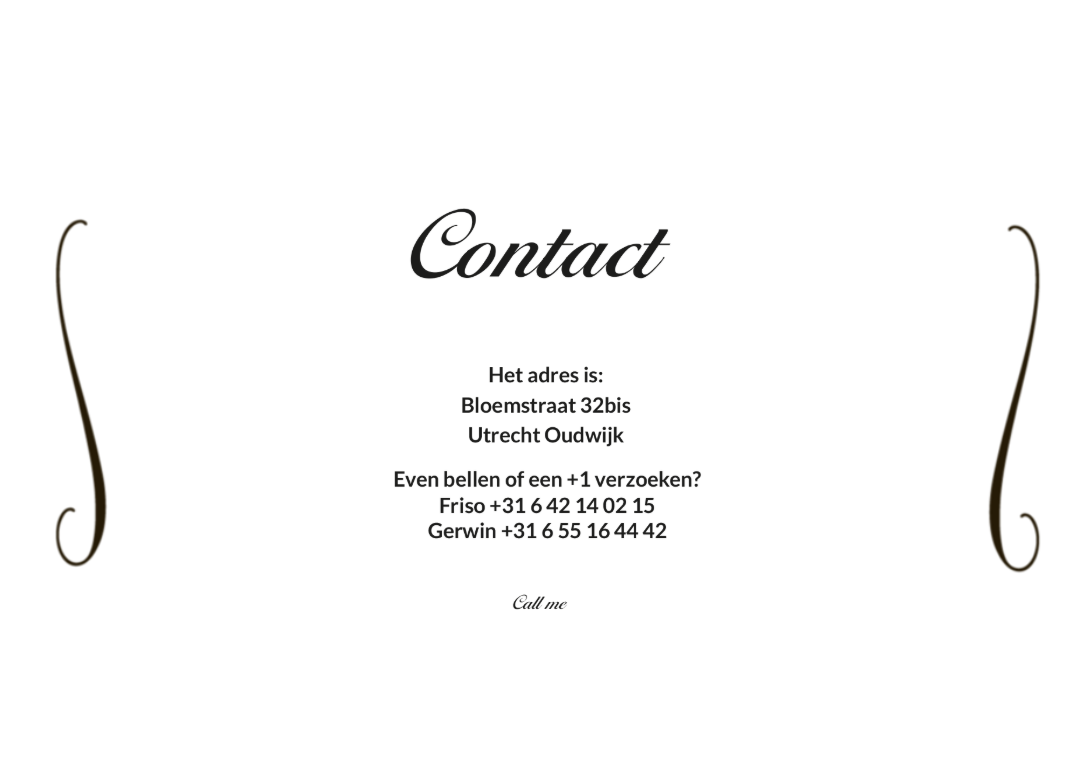 Contact
Het adres is:
Bloemstraat 32bis
Utrecht Oudwijk
Even bellen of een +1 verzoeken?
Friso +31 6 42 14 02 15
Gerwin +31 6 55 16 44 42
Call me